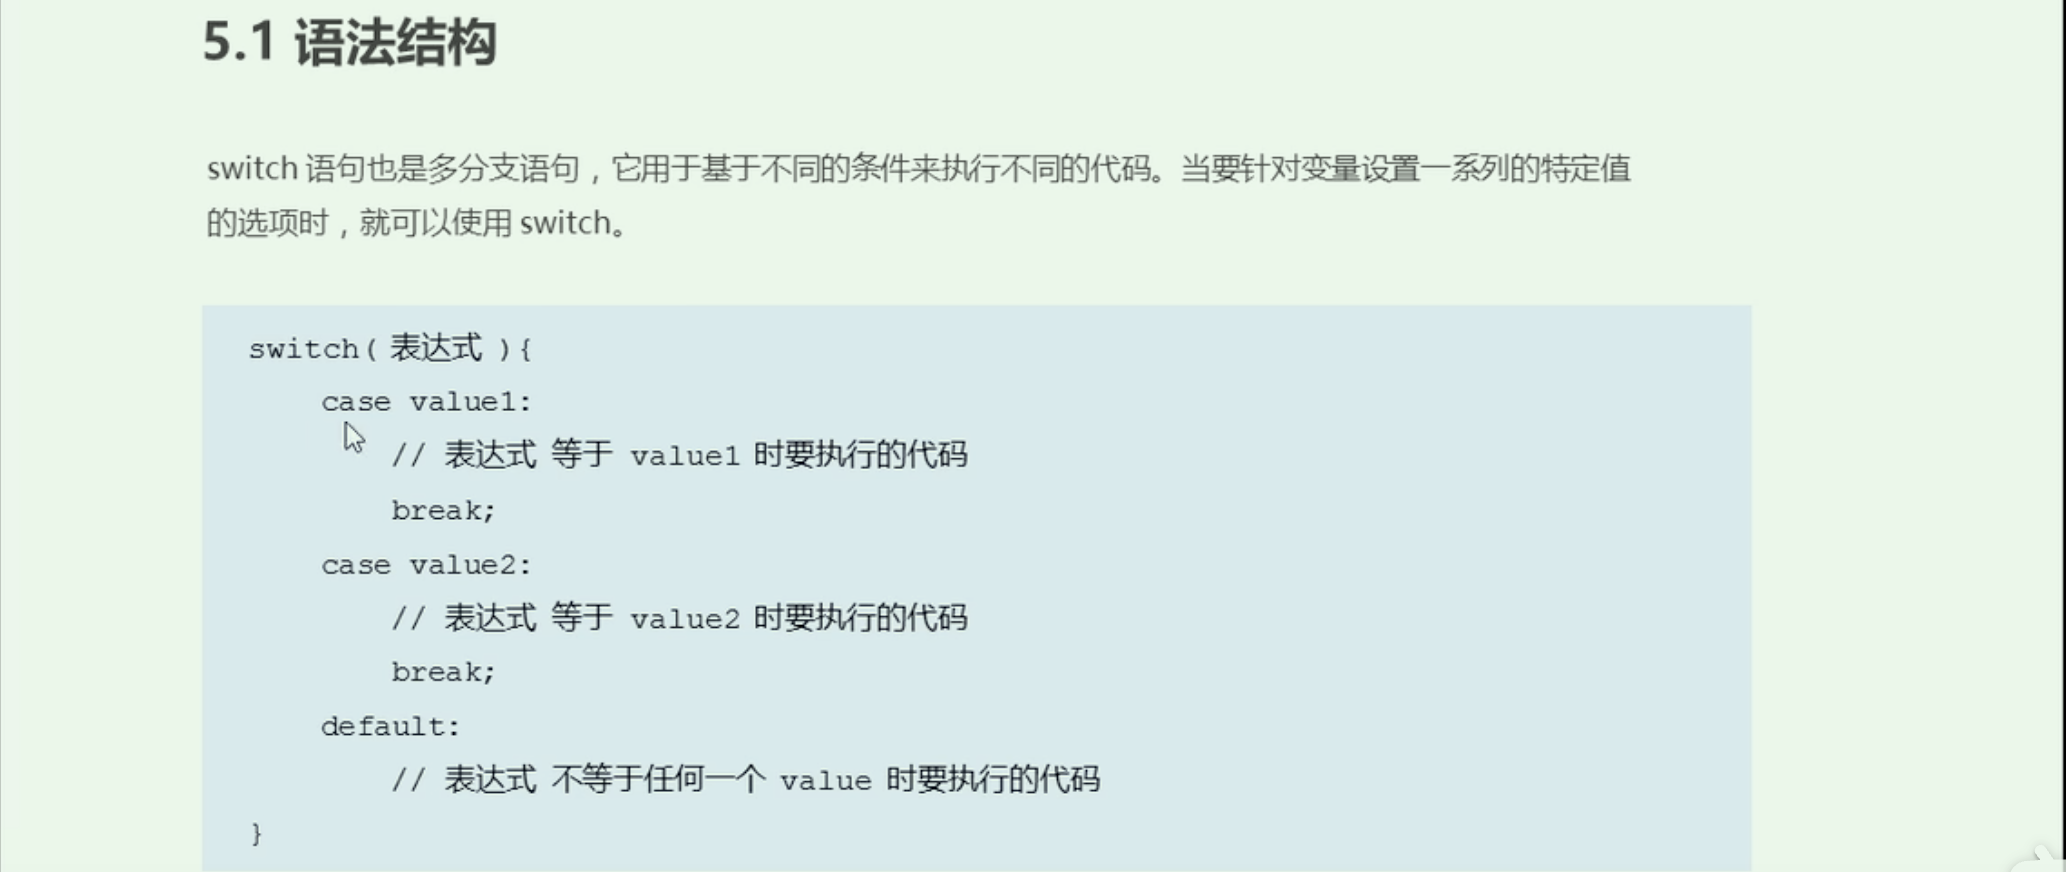 5.1 语法结构
switch 语句也是多分支语句，它用于基于不同的条件来执行不同的代码。当要针对变量设置一系列的特定值
的选项时，就可以使用 switch。
switch( 表达式 ){
case value1:
// 表达式 等于 value1 时要执行的代码
break;
case value2:
// 表达式 等于 value2 时要执行的代码
break;
default:
// 表达式 不等于任何一个 value 时要执行的代码
}